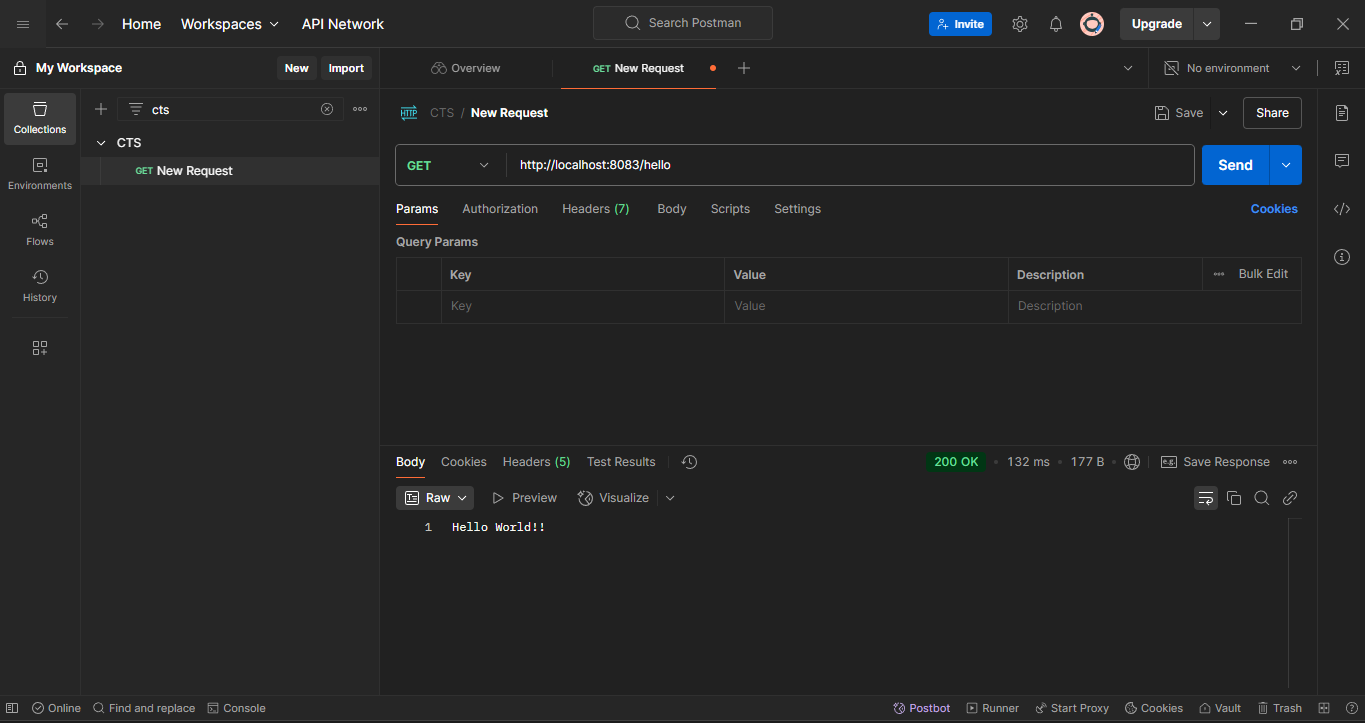 Home Workspaces API Network Search Postman Invite Upgrade
My Workspace New Import Overview GET New Request No environment
Collections
Environments
Flows
History
cts
CTS
GET New Request
HTTP CTS / New Request Save Share
GET http://localhost:8083/hello Send
Params Authorization Headers (7) Body Scripts Settings Cookies
Query Params
Key Value Description Bulk Edit
Key Value Description
Body Cookies Headers (5) Test Results 200 OK 132 ms 177 B e.g. Save Response
Raw Preview Visualize
1 Hello World!!
Online Find and replace Console Postbot Runner Start Proxy Cookies Vault Trash